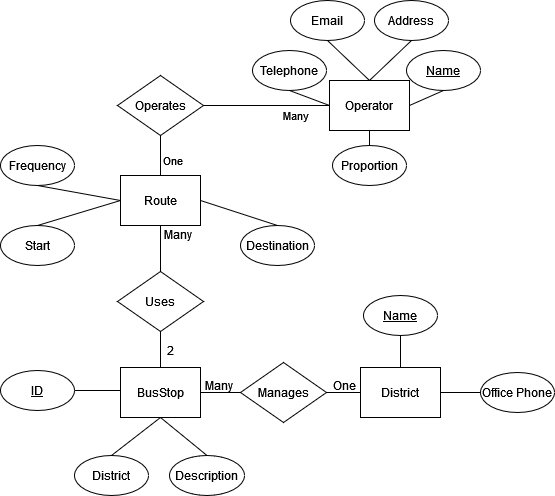 Email
Address
Telephone
Name
Operates
Many
Operator
One
Proportion
Frequency
Route
Start
Many
Destination
Uses
Name
2
ID
BusStop
Many
Manages
One
District
Office Phone
District
Description